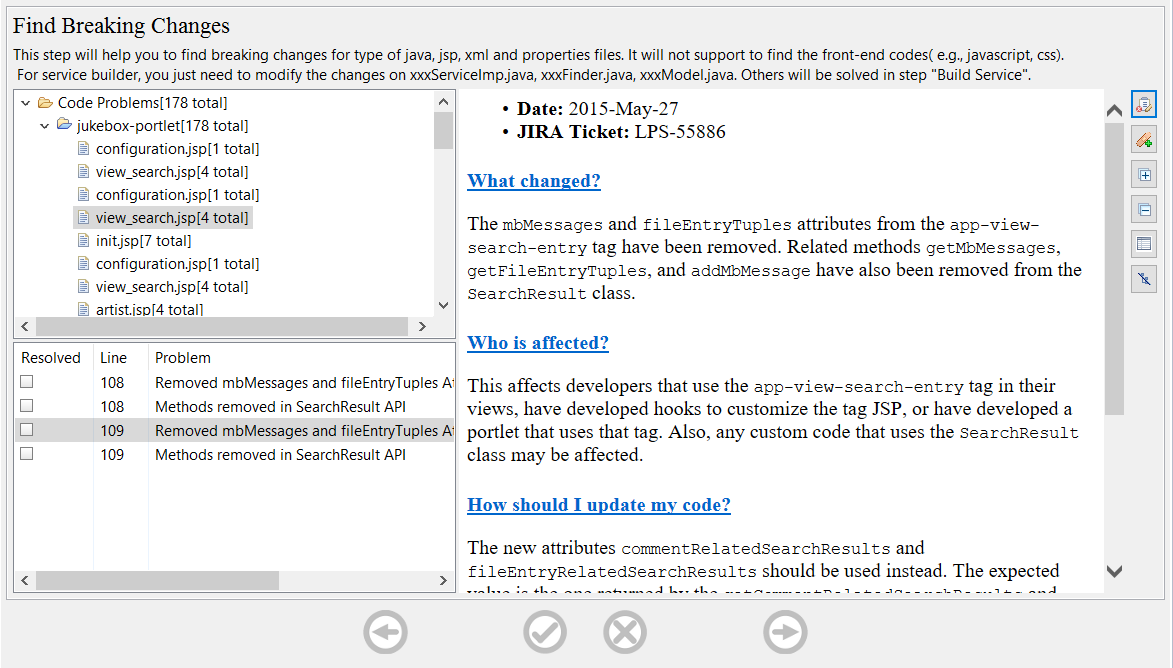 Find Breaking Changes
This step will help you to find breaking changes for type of java, jsp, xml and properties files. It will not support to find the front-end codes( e.g., javascript, css).
For service builder, you just need to modify the changes on xxxServiceImp.java, xxxFinder.java, xxxModel.java. Others will be solved in step "Build Service".
Code Problems[178 total]
jukebox-portlet[178 total]
configuration.jsp[1 total]
view_search.jsp[4 total]
configuration.jsp[1 total]
view_search.jsp[4 total]
init.jsp[7 total]
configuration.jsp[1 total]
view_search.jsp[4 total]
artist.jsp[4 total]
Resolved Line Problem
108 Removed mbMessages and fileEntryTuples
108 Methods removed in SearchResult API
109 Removed mbMessages and fileEntryTuples
109 Methods removed in SearchResult API
• Date: 2015-May-27
• JIRA Ticket: LPS-55886
What changed?
The mbMessages and fileEntryTuples attributes from the app-view-
search-entry tag have been removed. Related methods getMbMessages,
getFileEntryTuples, and addMbMessage have also been removed from the
SearchResult class.
Who is affected?
This affects developers that use the app-view-search-entry tag in their
views, have developed hooks to customize the tag JSP, or have developed a
portlet that uses that tag. Also, any custom code that uses the SearchResult
class may be affected.
How should I update my code?
The new attributes commentRelatedSearchResults and
fileEntryRelatedSearchResults should be used instead. The expected
value is the one returned by the getCommentRelatedSearchResults and